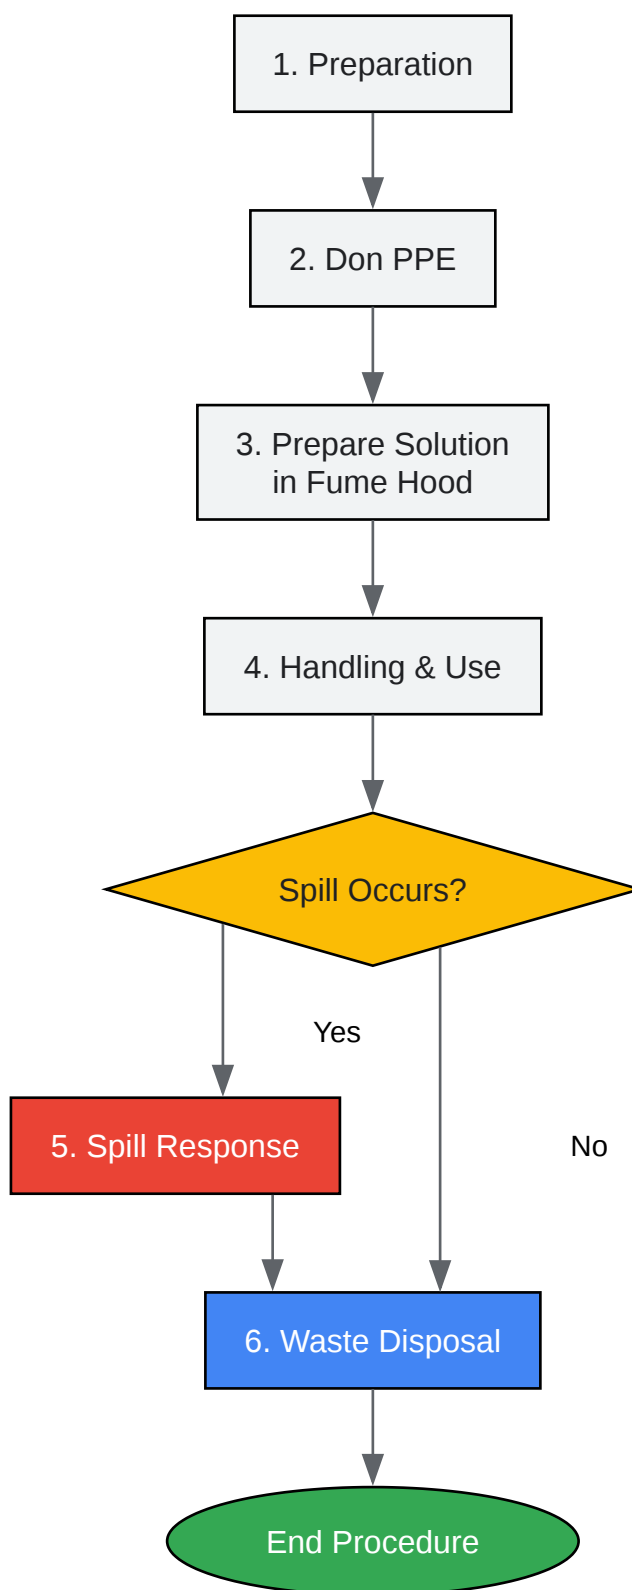 1. Preparation
2. Don PPE
3. Prepare Solution
in Fume Hood
4. Handling & Use
Spill Occurs?
Yes
5. Spill Response
No
6. Waste Disposal
End Procedure